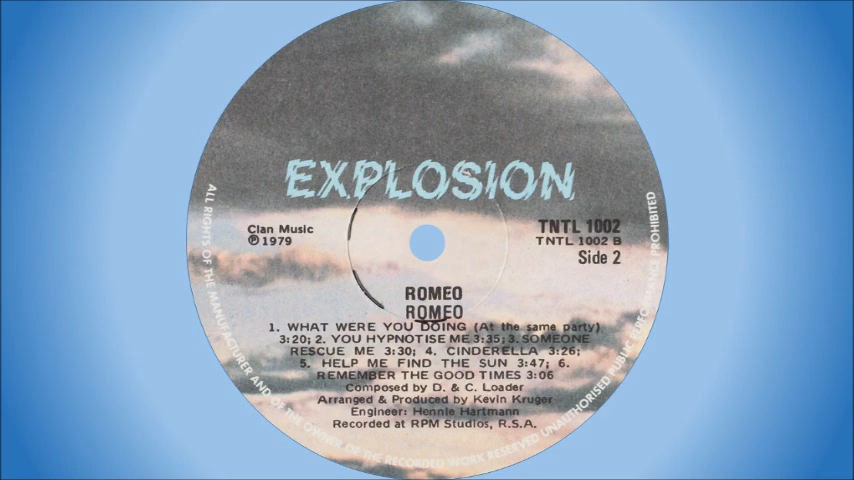 EXPLOSION
Clan Music
℗ 1979
TNTL 1002
TNTL 1002 B
Side 2
ROMEO
ROMEO
1. WHAT WERE YOU DOING (At the same party)
3:20; 2. YOU HYPNOTISE ME 3:35; 3. SOMEONE
RESCUE ME 3:30; 4. CINDERELLA 3:26;
5. HELP ME FIND THE SUN 3:47; 6.
REMEMBER THE GOOD TIMES 3:06
Composed by D. & C. Loader
Arranged & Produced by Kevin Kruger
Engineer: Hennie Hartmann
Recorded at RPM Studios, R.S.A.
ALL RIGHTS OF THE MANUFACTURER AND OF THE OWNER OF THE RECORDED WORK RESERVED UNAUTHORISED PUBLIC PERFORMANCE PROHIBITED